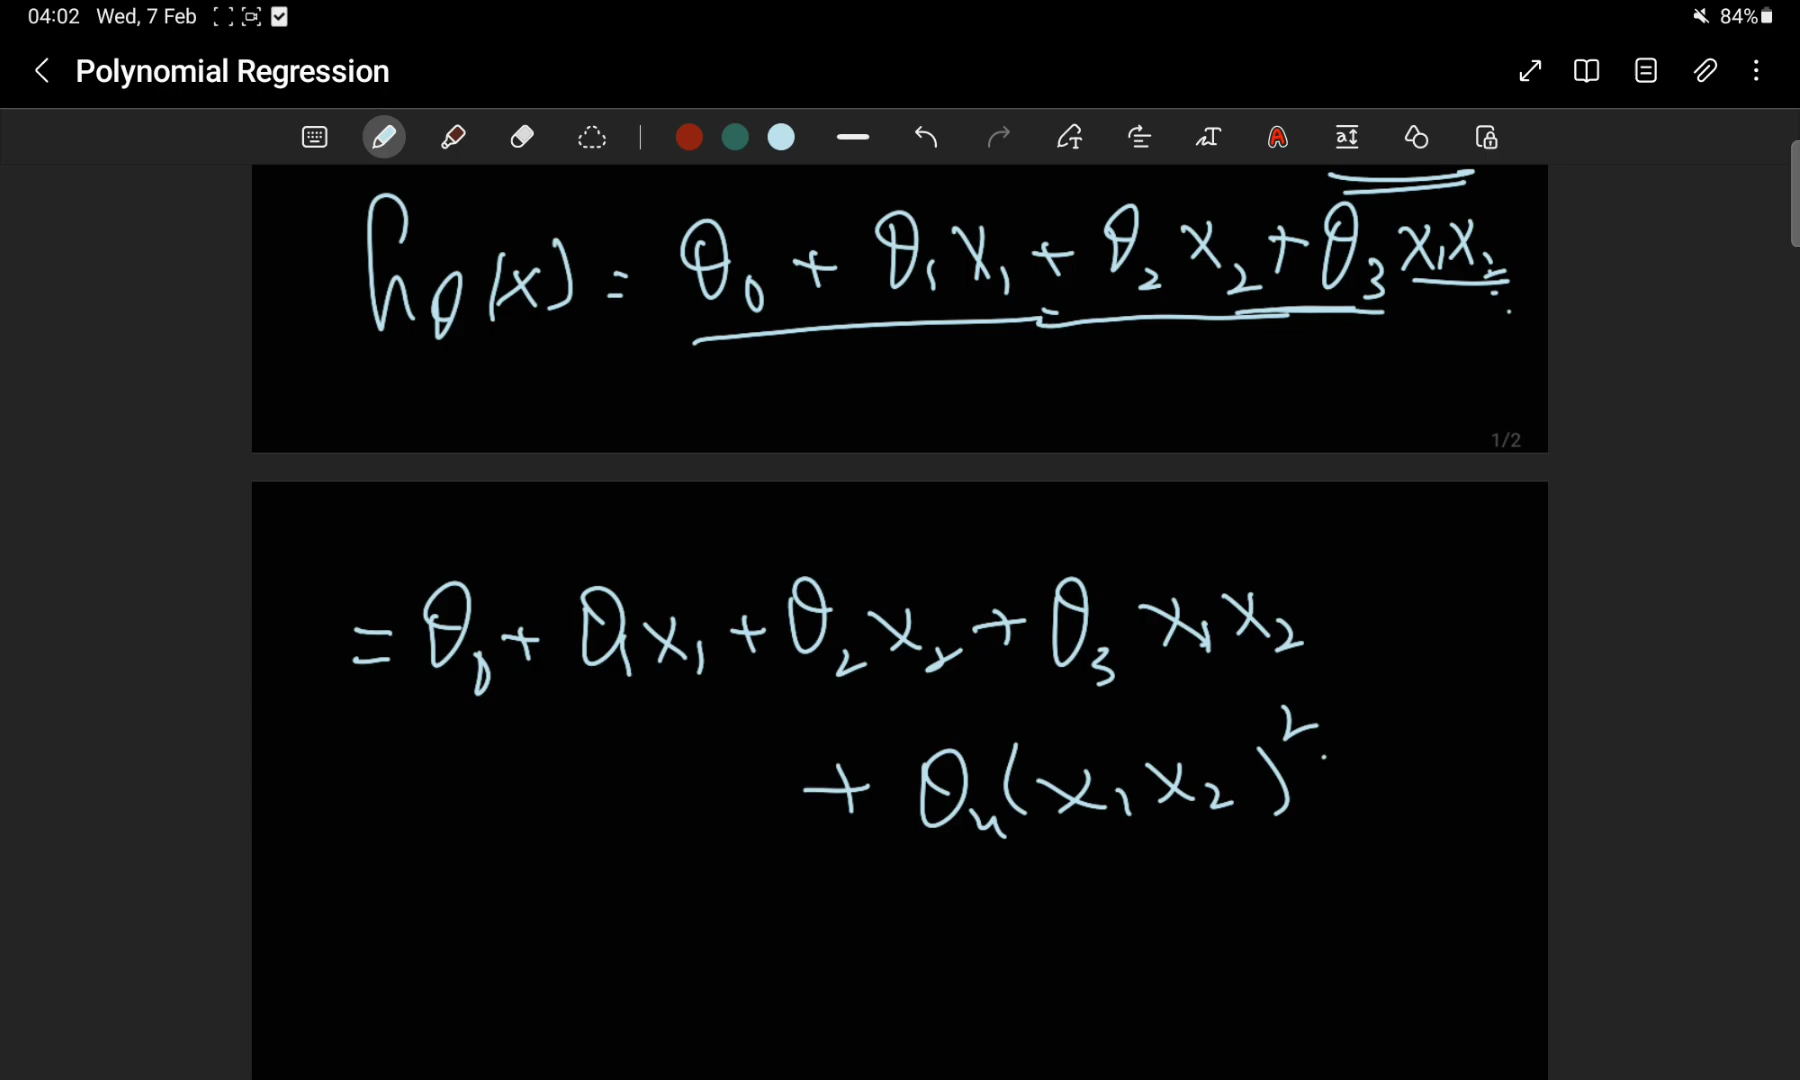 04:02 Wed, 7 Feb 84%
Polynomial Regression
hθ(x) = θ₀ + θ₁x₁ + θ₂x₂ + θ₃x₁x₂
1/2
= θ₀ + θ₁x₁ + θ₂x₂ + θ₃x₁x₂
+ θ₄(x₁x₂)²